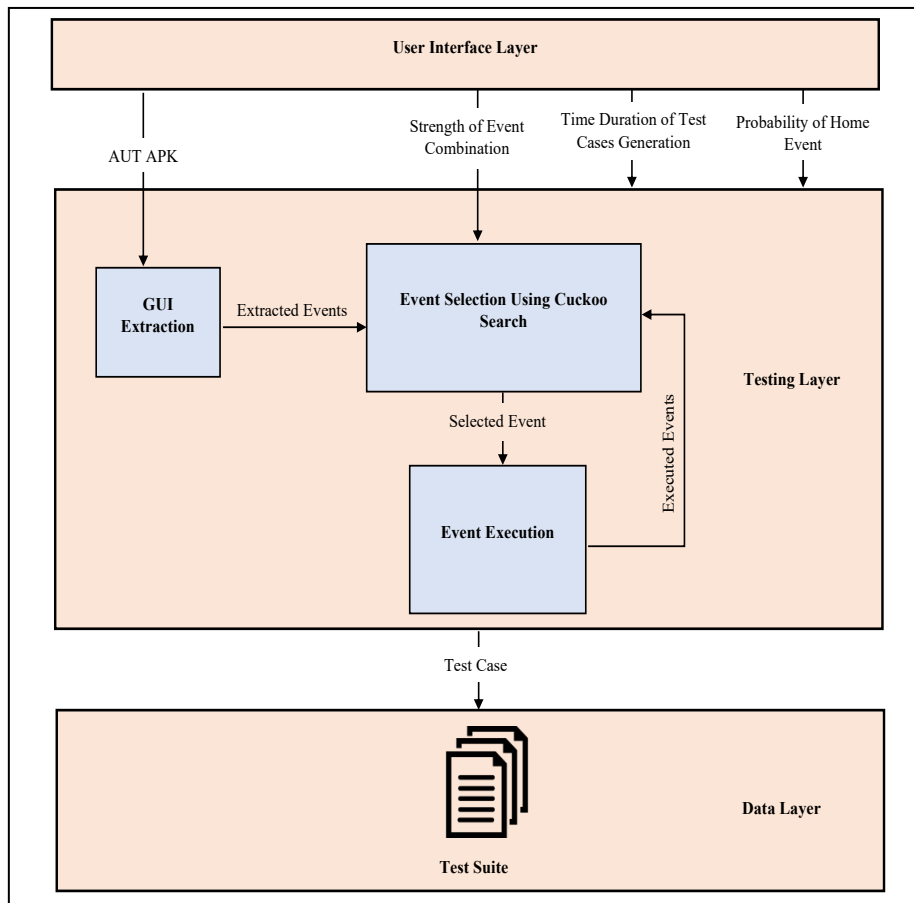 User Interface Layer
AUT APK
Strength of Event
Combination
Time Duration of Test
Cases Generation
Probability of Home
Event
GUI
Extraction
Extracted Events
Event Selection Using Cuckoo
Search
Testing Layer
Selected Event
Executed Events
Event Execution
Test Case
Data Layer
Test Suite